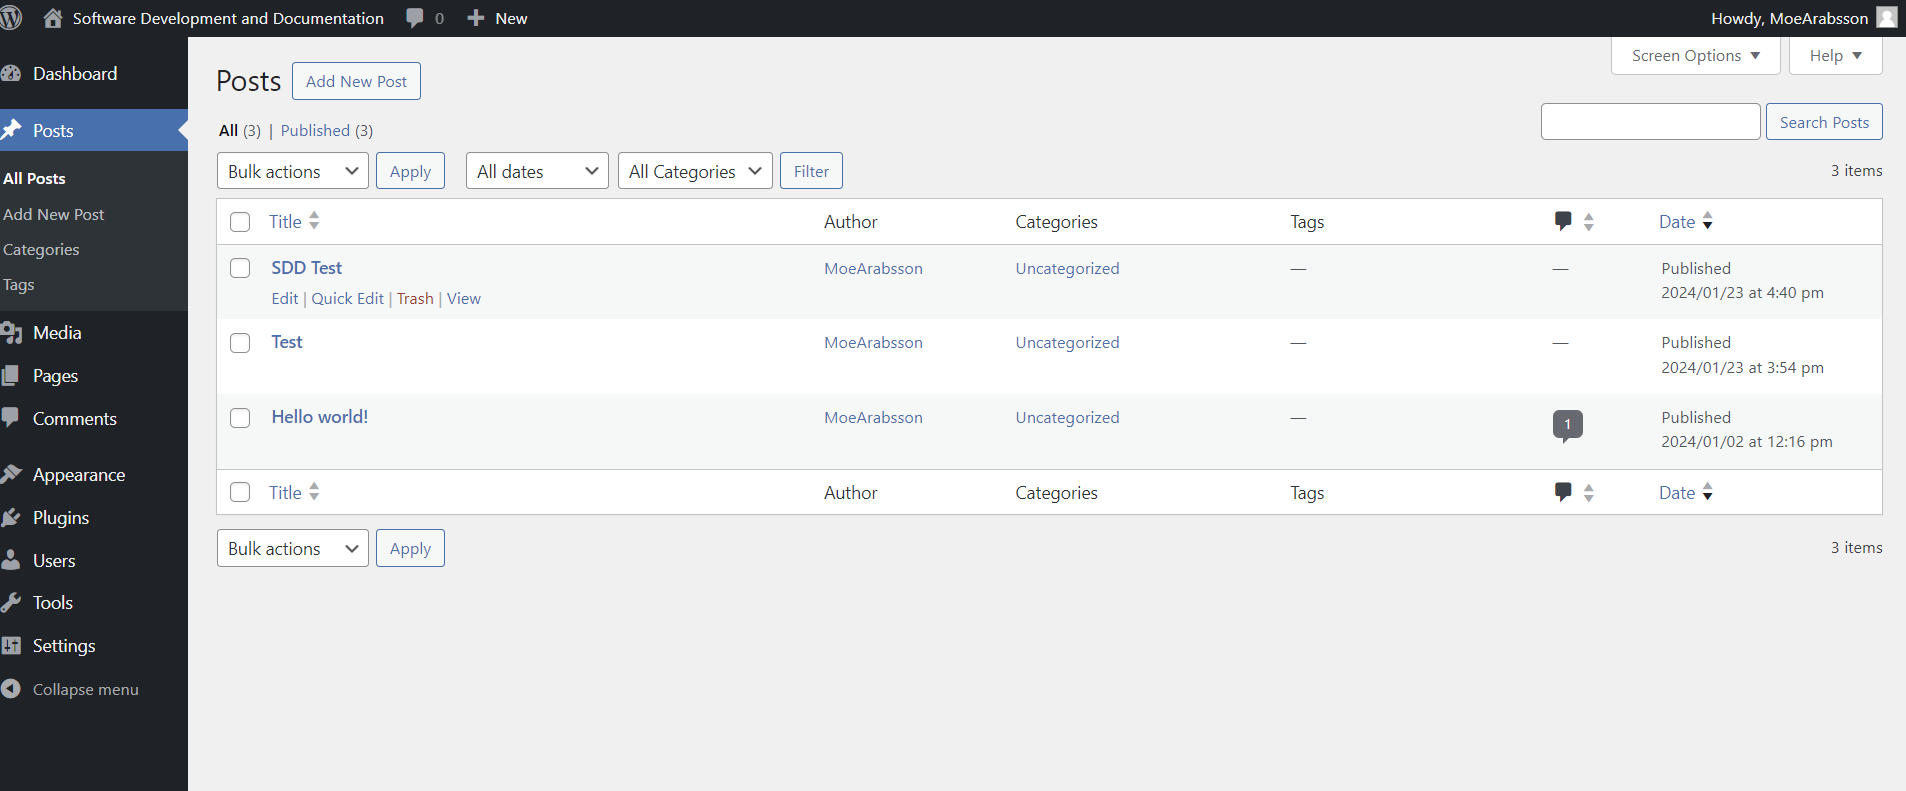 Software Development and Documentation 0 New Howdy, MoeArabsson
Dashboard
Posts
All Posts
Add New Post
Categories
Tags
Media
Pages
Comments
Appearance
Plugins
Users
Tools
Settings
Collapse menu
Screen Options Help
Posts Add New Post
All (3) | Published (3)
Search Posts
Bulk actions Apply All dates All Categories Filter 3 items
Title Author Categories Tags Date
SDD Test MoeArabsson Uncategorized — — Published
Edit | Quick Edit | Trash | View 2024/01/23 at 4:40 pm
Test MoeArabsson Uncategorized — — Published
2024/01/23 at 3:54 pm
Hello world! MoeArabsson Uncategorized — 1 Published
2024/01/02 at 12:16 pm
Title Author Categories Tags Date
Bulk actions Apply 3 items